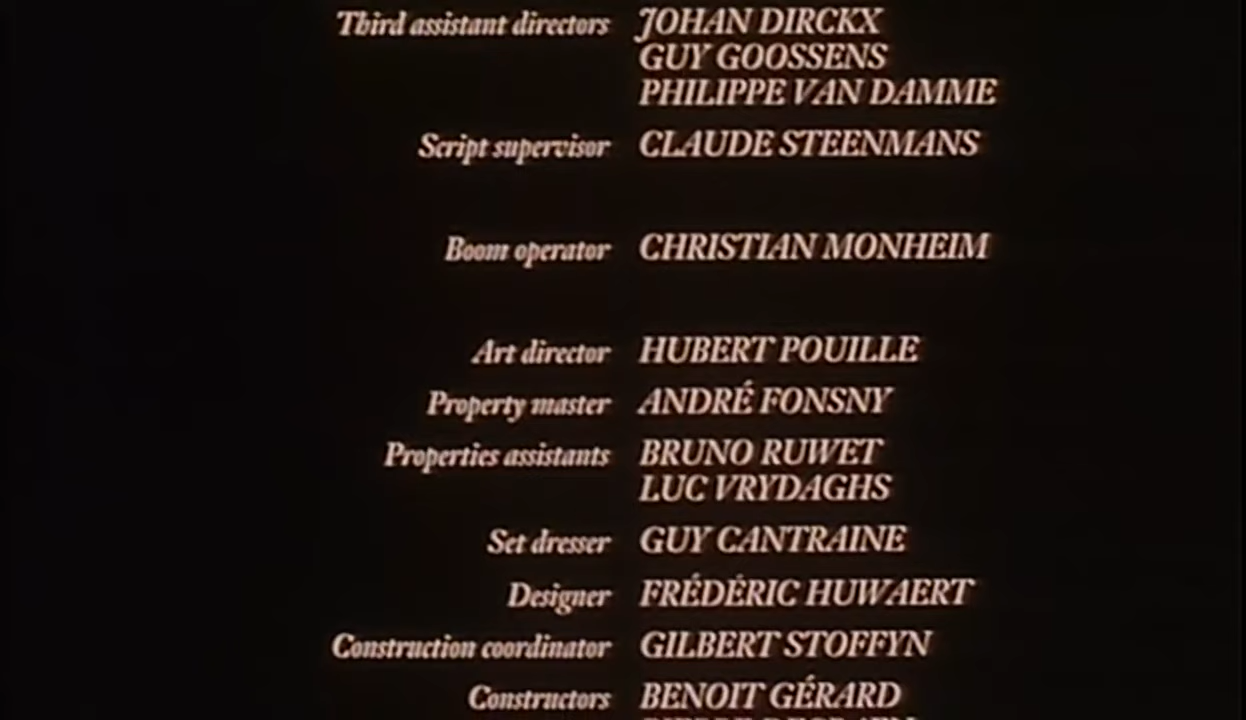 Third assistant directors JOHAN DIRCKX
GUY GOOSSENS
PHILIPPE VAN DAMME
Script supervisor CLAUDE STEENMANS
Boom operator CHRISTIAN MONHEIM
Art director HUBERT POUILLE
Property master ANDRÉ FONSNY
Properties assistants BRUNO RUWET
LUC VRYDAGHS
Set dresser GUY CANTRAINE
Designer FRÉDÉRIC HUWAERT
Construction coordinator GILBERT STOFFYN
Constructors BENOIT GÉRARD